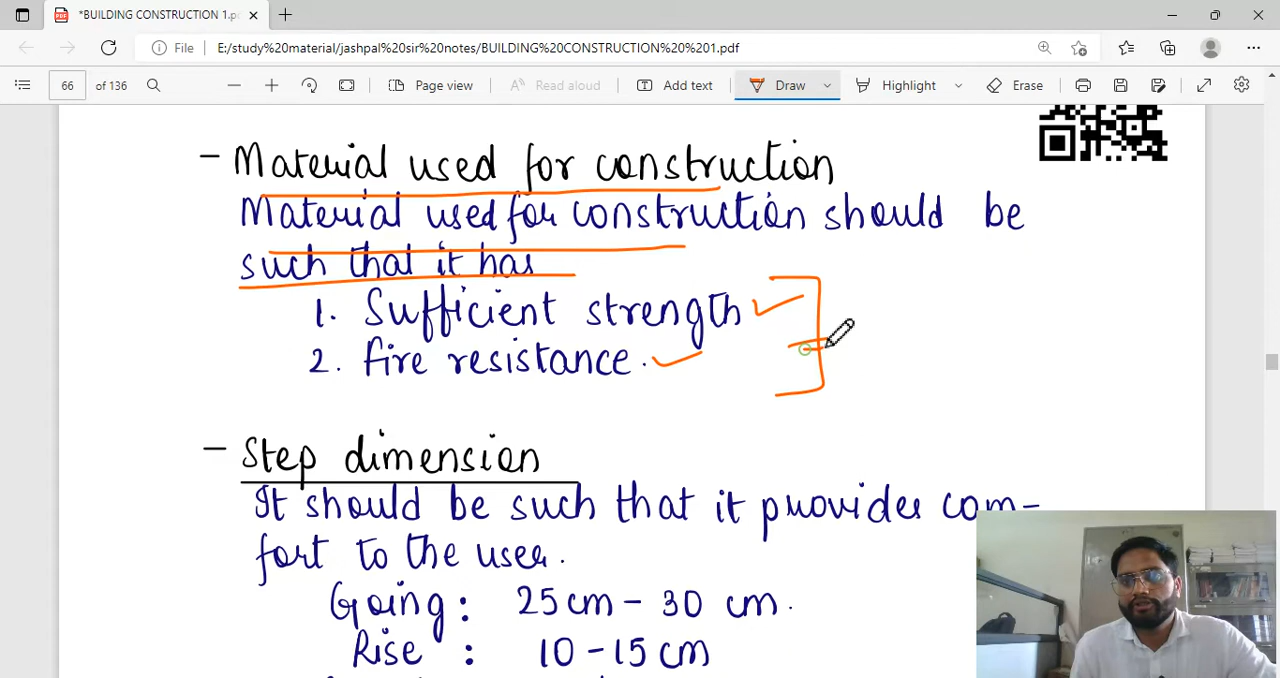 *BUILDING CONSTRUCTION 1.p
File E:/study%20material/jashpal%20sir%20notes/BUILDING%20CONSTRUCTION%20%201.pdf
66 of 136 Page view Read aloud Add text Draw Highlight Erase
- Material used for construction
Material used for construction should be
such that it has
1. Sufficient strength
2. fire resistance.
- Step dimension
It should be such that it provides com-
fort to the user.
Going : 25 cm - 30 cm.
Rise : 10 - 15 cm